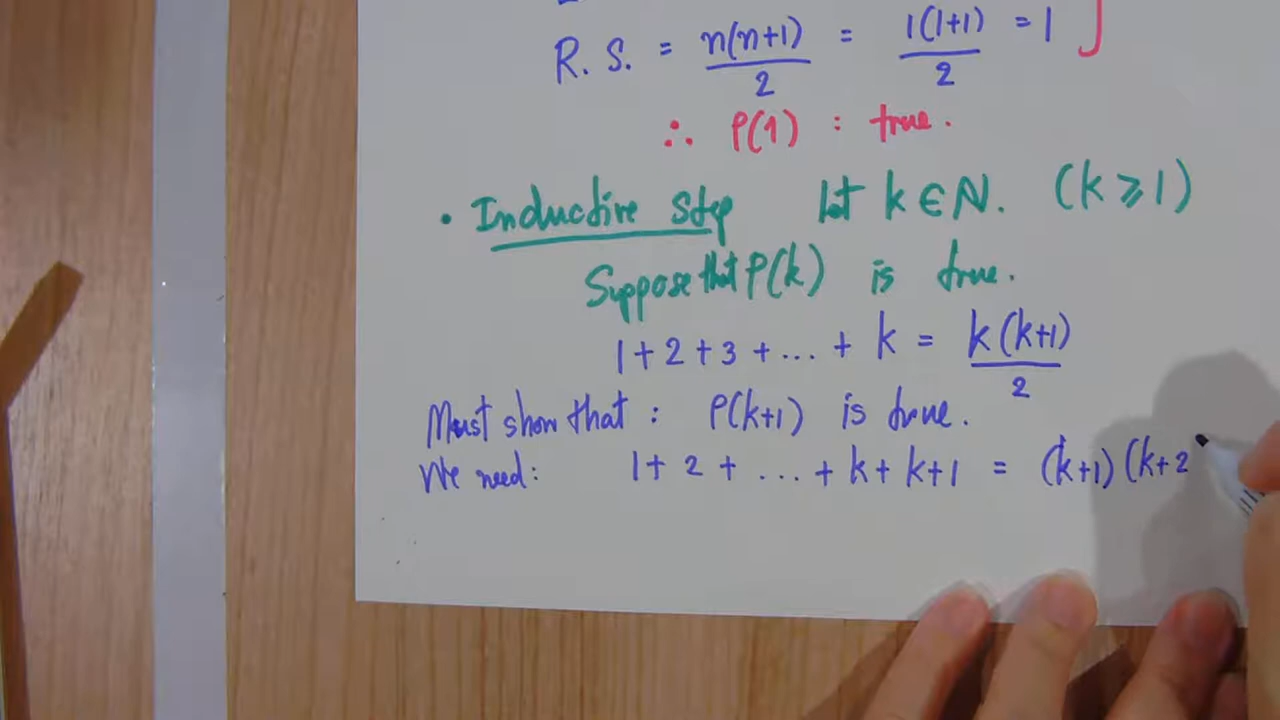 R. S. = n(n+1)/2 = 1(1+1)/2 = 1
∴ P(1) : true.
• Inductive Step Let k ∈ N. (k ⩾ 1)
Suppose that P(k) is true.
1 + 2 + 3 + ... + k = k(k+1)/2
Must show that : P(k+1) is true.
We need: 1 + 2 + ... + k + k+1 = (k+1)(k+2